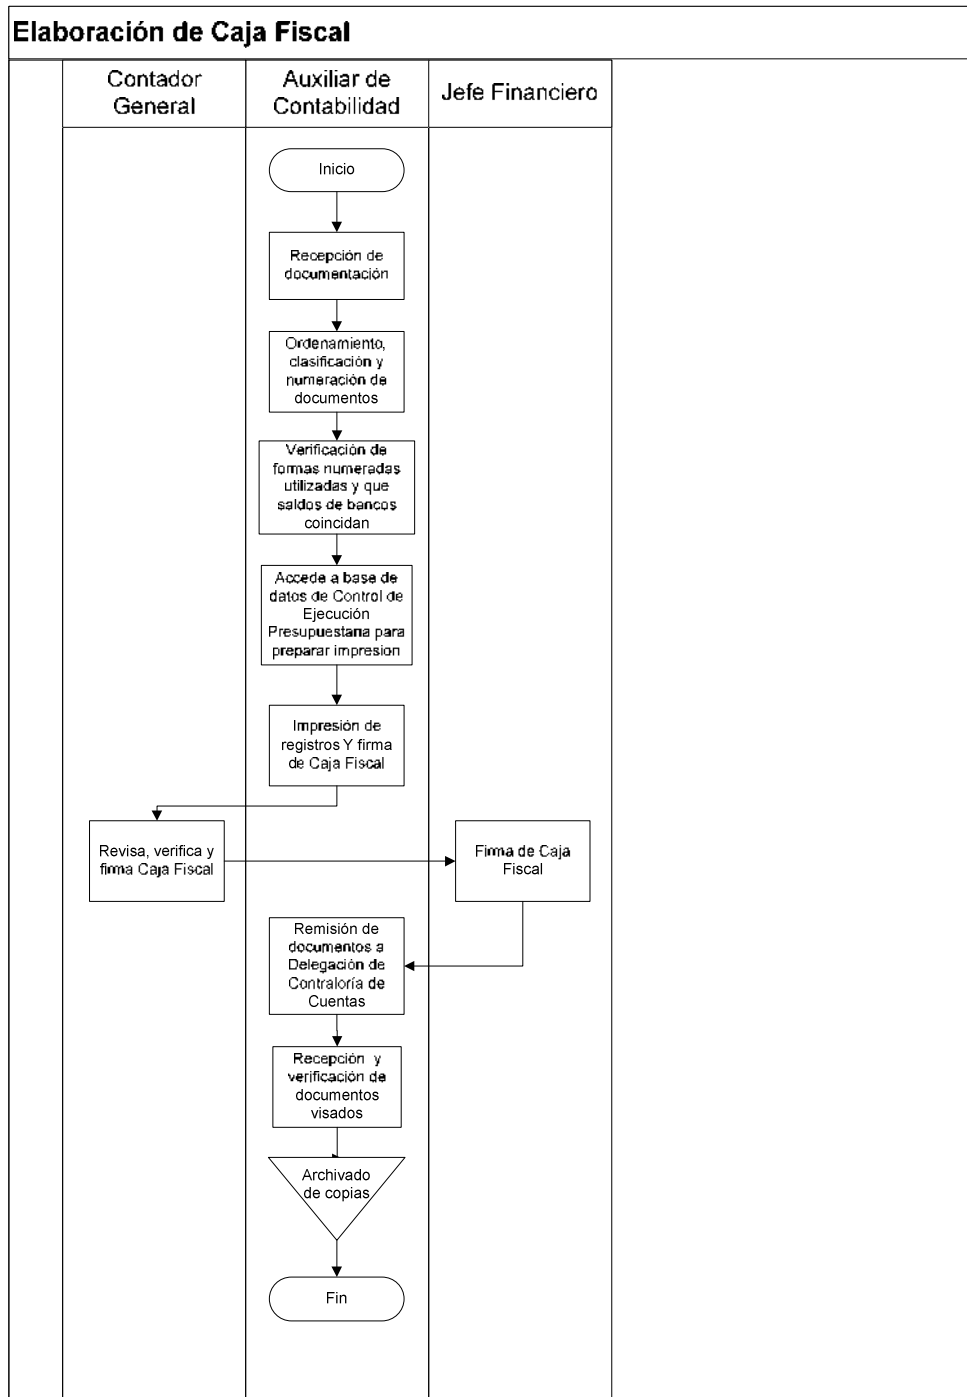 Elaboración de Caja Fiscal
Contador
General
Auxiliar de
Contabilidad
Jefe Financiero
Inicio
Recepción de
documentación
Ordenamiento,
clasificación y
numeración de
documentos
Verificación de
formas numeradas
utilizadas y que
saldos de bancos
coincidan
Accede a base de
datos de Control de
Ejecución
Presupuestaria para
preparar impresion
Impresión de
registros Y firma
de Caja Fiscal
Revisa, verifica y
firma Caja Fiscal
Firma de Caja
Fiscal
Remisión de
documentos a
Delegación de
Contraloría de
Cuentas
Recepción y
verificación de
documentos
visados
Archivado
de copias
Fin